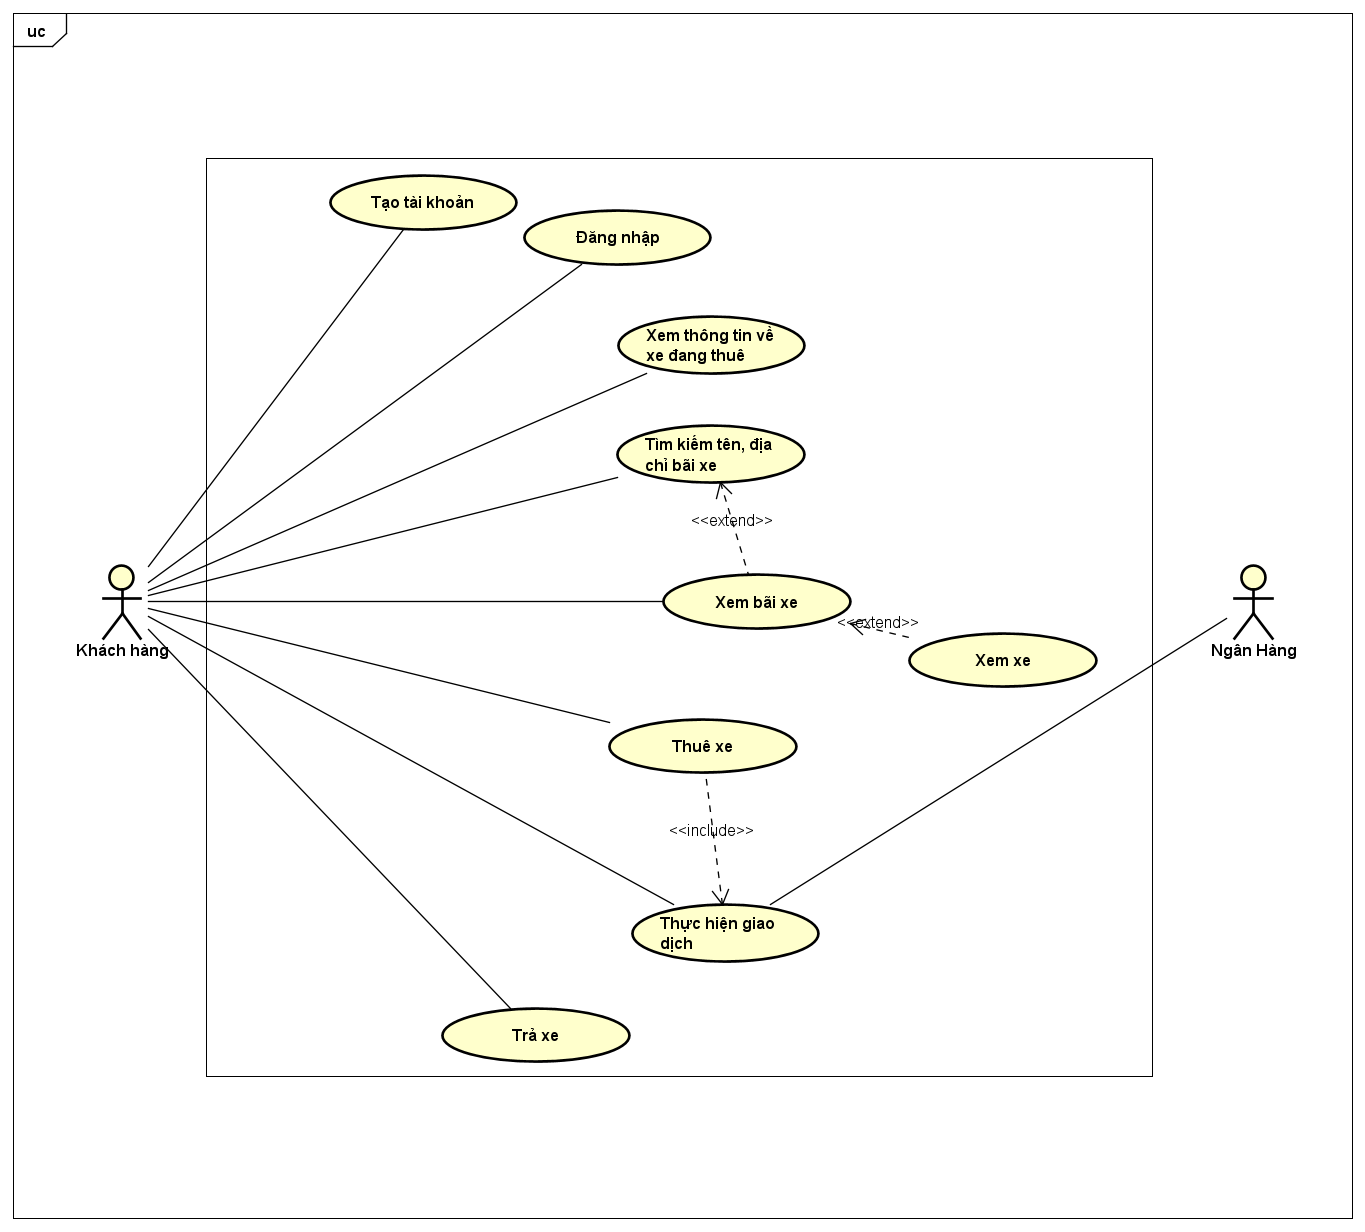 uc
Tạo tài khoản
Đăng nhập
Xem thông tin về
xe đang thuê
Tìm kiếm tên, địa
chỉ bãi xe
<<extend>>
Xem bãi xe
<<extend>>
Xem xe
Khách hàng
Ngân Hàng
Thuê xe
<<include>>
Thực hiện giao
dịch
Trả xe